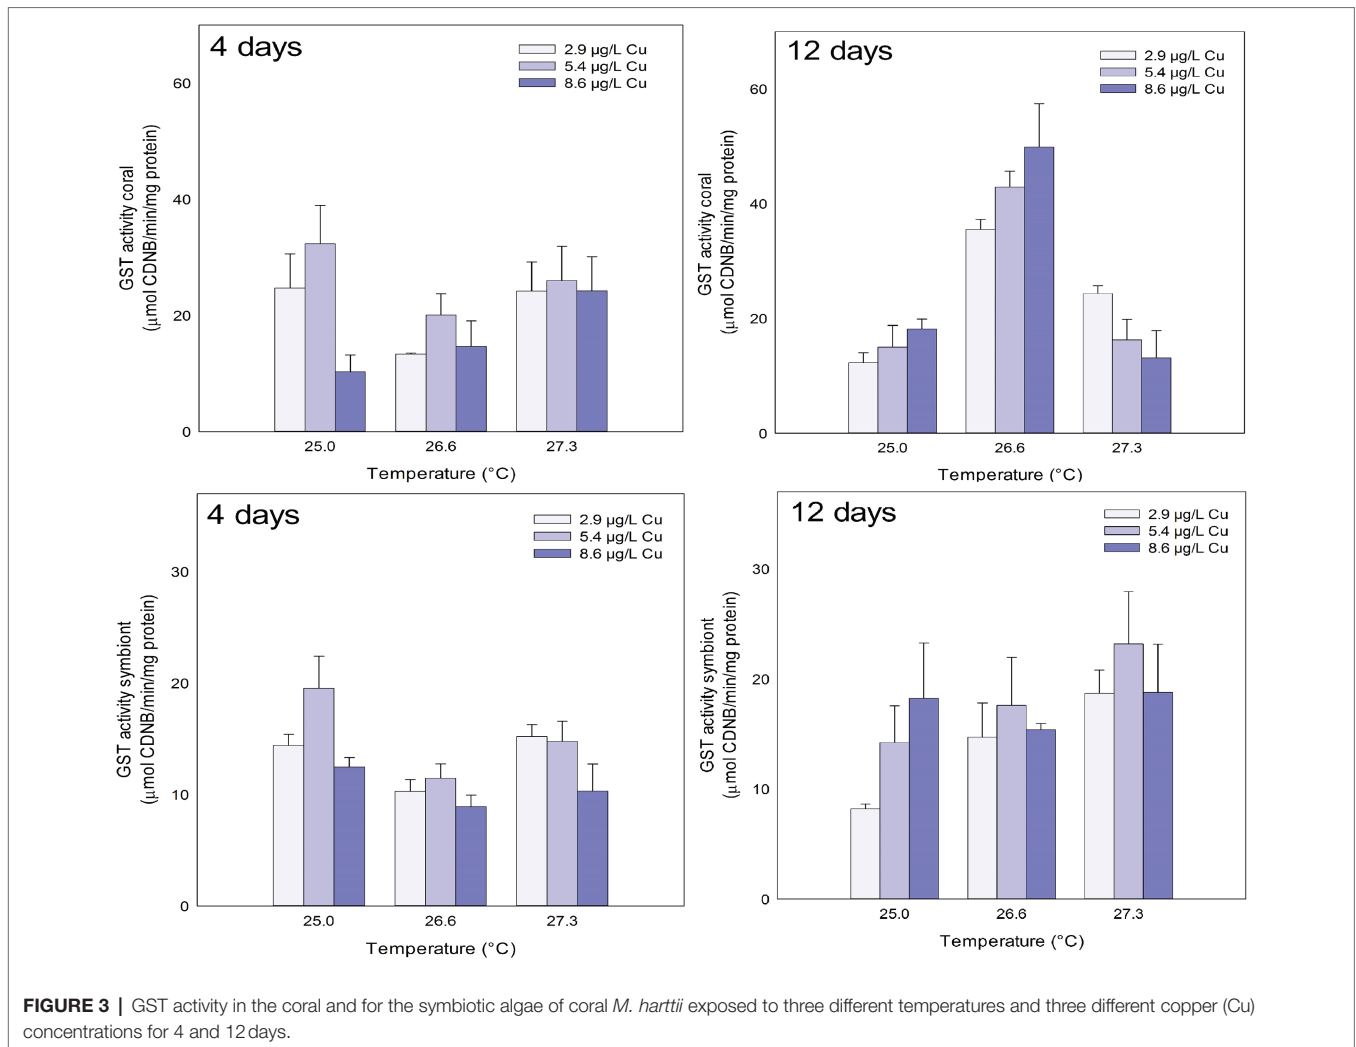 4 days
2.9 µg/L Cu
5.4 µg/L Cu
8.6 µg/L Cu
60
40
20
0
GST activity coral
(µmol CDNB/min/mg protein)
25.0 26.6 27.3
Temperature (°C)
12 days
2.9 µg/L Cu
5.4 µg/L Cu
8.6 µg/L Cu
60
40
20
0
GST activity coral
(µmol CDNB/min/mg protein)
25.0 26.6 27.3
Temperature (°C)
4 days
2.9 µg/L Cu
5.4 µg/L Cu
8.6 µg/L Cu
30
20
10
0
GST activity symbiont
(µmol CDNB/min/mg protein)
25.0 26.6 27.3
Temperature (°C)
12 days
2.9 µg/L Cu
5.4 µg/L Cu
8.6 µg/L Cu
30
20
10
0
GST activity symbiont
(µmol CDNB/min/mg protein)
25.0 26.6 27.3
Temperature (°C)
FIGURE 3 | GST activity in the coral and for the symbiotic algae of coral M. harttii exposed to three different temperatures and three different copper (Cu)
concentrations for 4 and 12 days.